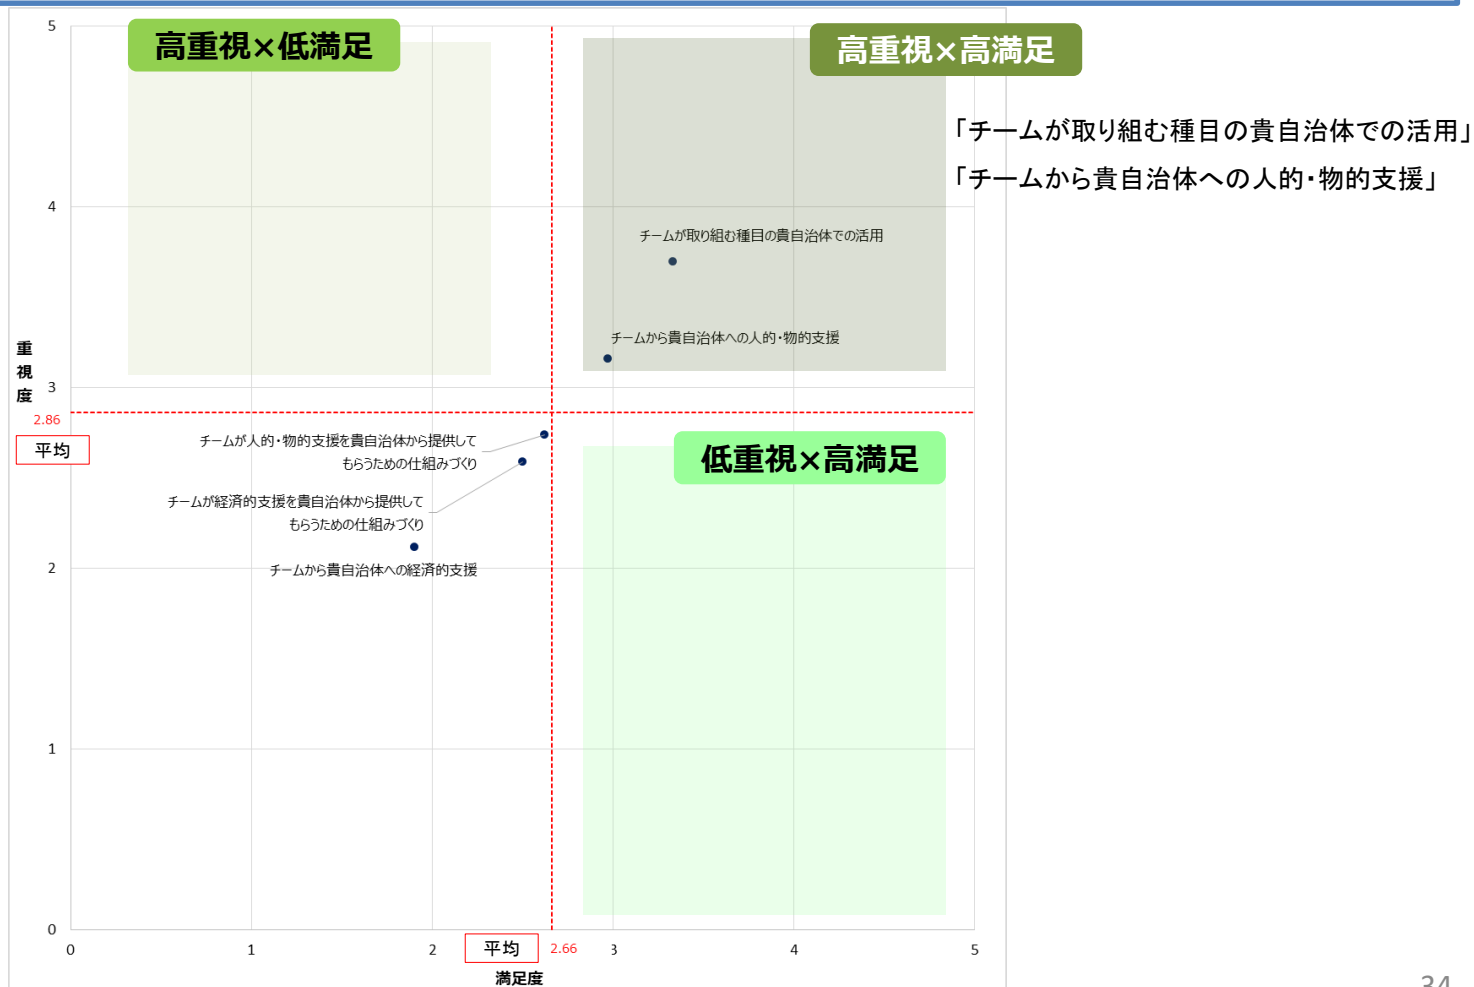 5
高重視×低満足
高重視×高満足
「チームが取り組む種目の貴自治体での活用」
「チームから貴自治体への人的・物的支援」
4
チームが取り組む種目の貴自治体での活用
チームから貴自治体への人的・物的支援
重視度
3
2.86
平均
チームが人的・物的支援を貴自治体から提供して
もらうための仕組みづくり
低重視×高満足
チームが経済的支援を貴自治体から提供して
もらうための仕組みづくり
チームから貴自治体への経済的支援
2
1
0
0 1 2 平均 2.66 3 4 5
満足度
34